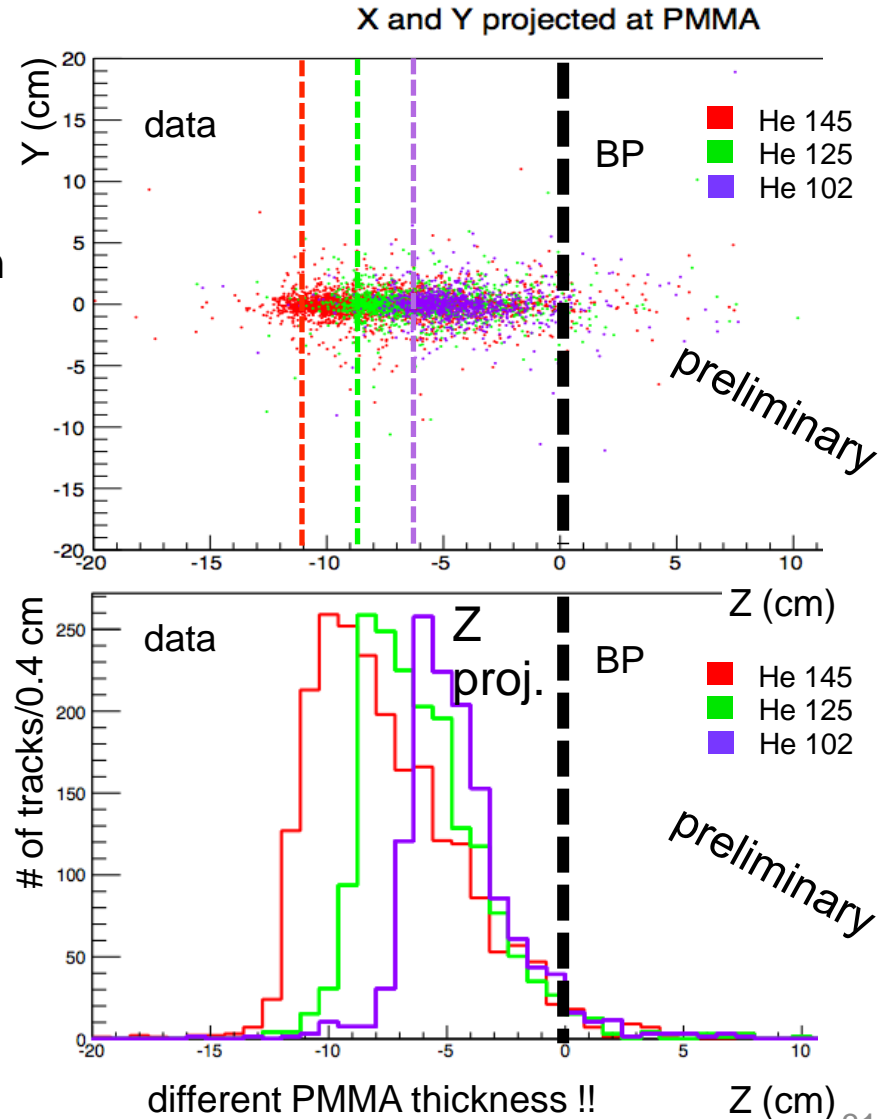 X and Y projected at PMMA
Y (cm)
20
15
10
5
0
-5
-10
-15
-20
data
BP
He 145
He 125
He 102
preliminary
-20
-15
-10
-5
0
5
10
Z (cm)
# of tracks/0.4 cm
250
200
150
100
50
0
data
Z
proj.
BP
He 145
He 125
He 102
preliminary
-20
-15
-10
-5
0
5
10
different PMMA thickness !!
Z (cm)